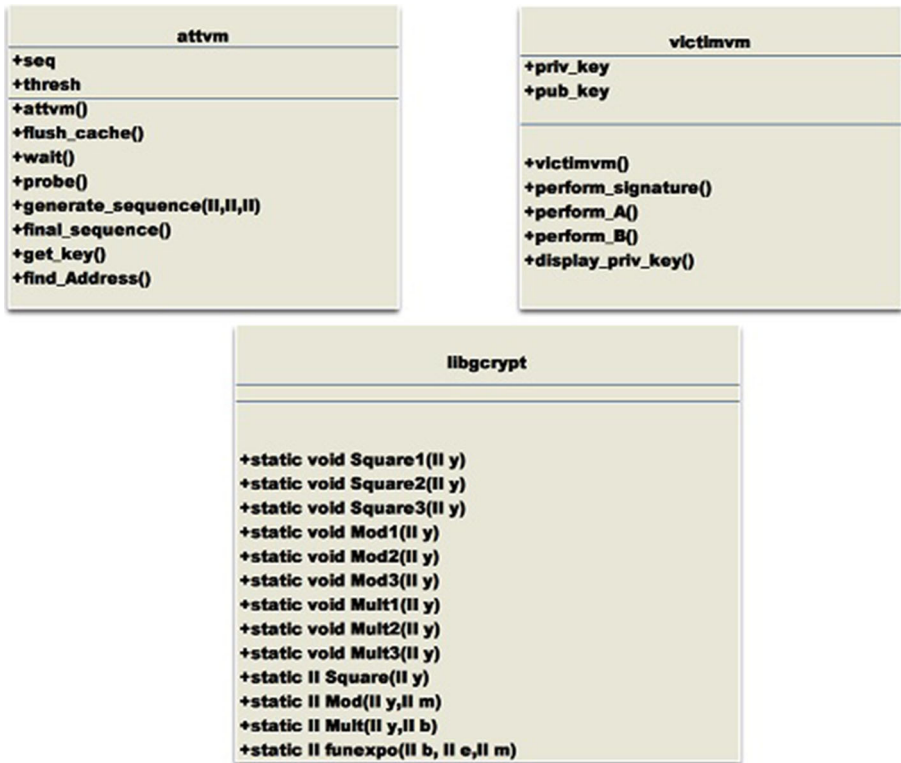 attvm
+seq
+thresh
+attvm()
+flush_cache()
+wait()
+probe()
+generate_sequence(ll,ll,ll)
+final_sequence()
+get_key()
+find_Address()
victimvm
+priv_key
+pub_key
+victimvm()
+perform_signature()
+perform_A()
+perform_B()
+display_priv_key()
libgcrypt
+static void Square1(ll y)
+static void Square2(ll y)
+static void Square3(ll y)
+static void Mod1(ll y)
+static void Mod2(ll y)
+static void Mod3(ll y)
+static void Mult1(ll y)
+static void Mult2(ll y)
+static void Mult3(ll y)
+static ll Square(ll y)
+static ll Mod(ll y,ll m)
+static ll Mult(ll y,ll b)
+static ll funexpo(ll b, ll e,ll m)